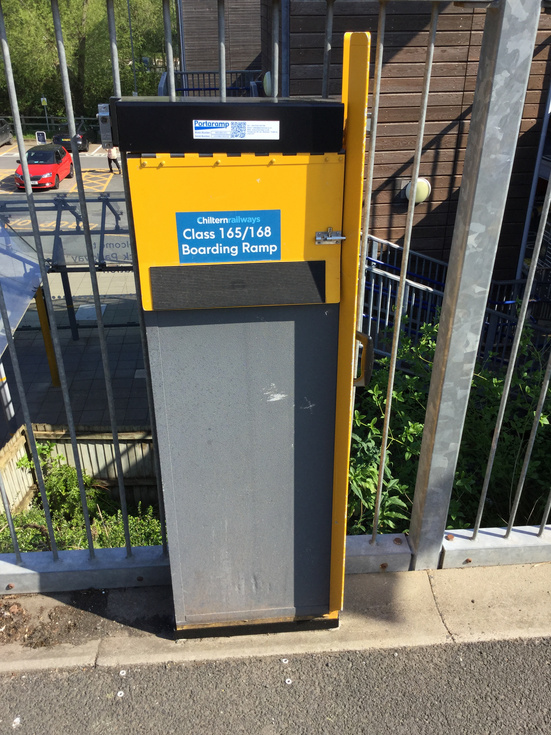 Portaramp
Chilternrailways
Class 165/168
Boarding Ramp